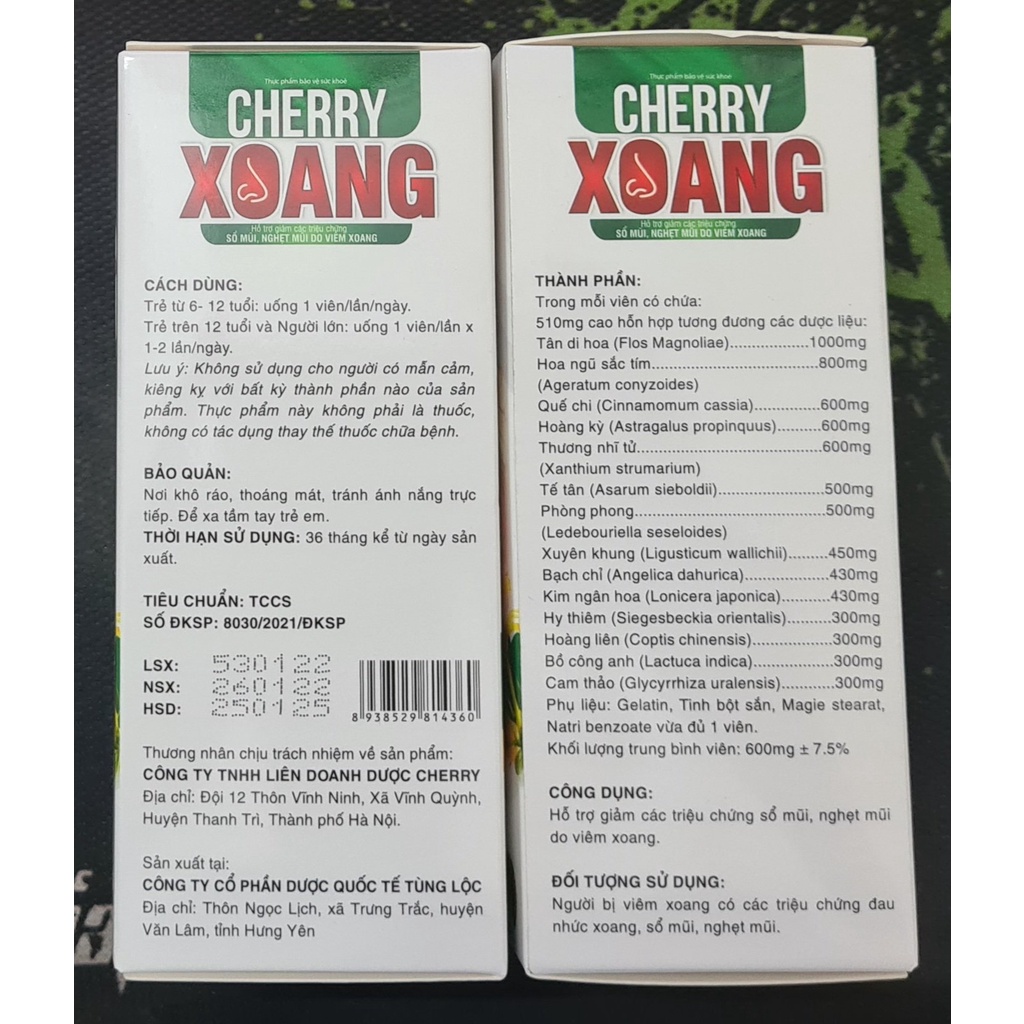 Thực phẩm bảo vệ sức khoẻ
CHERRY
XOANG
Hỗ trợ giảm các triệu chứng
SỔ MŨI, NGHẸT MŨI DO VIÊM XOANG
CÁCH DÙNG:
Trẻ từ 6- 12 tuổi: uống 1 viên/lần/ngày.
Trẻ trên 12 tuổi và Người lớn: uống 1 viên/lần x
1-2 lần/ngày.
Lưu ý: Không sử dụng cho người có mẫn cảm,
kiêng kỵ với bất kỳ thành phần nào của sản
phẩm. Thực phẩm này không phải là thuốc,
không có tác dụng thay thế thuốc chữa bệnh.
BẢO QUẢN:
Nơi khô ráo, thoáng mát, tránh ánh nắng trực
tiếp. Để xa tầm tay trẻ em.
THỜI HẠN SỬ DỤNG: 36 tháng kể từ ngày sản
xuất.
TIÊU CHUẨN: TCCS
SỐ ĐKSP: 8030/2021/ĐKSP
LSX: 530122
NSX: 260122
HSD: 250125
8 938529 814360
Thương nhân chịu trách nhiệm về sản phẩm:
CÔNG TY TNHH LIÊN DOANH DƯỢC CHERRY
Địa chỉ: Đội 12 Thôn Vĩnh Ninh, Xã Vĩnh Quỳnh,
Huyện Thanh Trì, Thành phố Hà Nội.
Sản xuất tại:
CÔNG TY CỔ PHẦN DƯỢC QUỐC TẾ TÙNG LỘC
Địa chỉ: Thôn Ngọc Lịch, xã Trưng Trắc, huyện
Văn Lâm, tỉnh Hưng Yên
Thực phẩm bảo vệ sức khoẻ
CHERRY
XOANG
Hỗ trợ giảm các triệu chứng
SỔ MŨI, NGHẸT MŨI DO VIÊM XOANG
THÀNH PHẦN:
Trong mỗi viên có chứa:
510mg cao hỗn hợp tương đương các dược liệu:
Tân di hoa (Flos Magnoliae)..................1000mg
Hoa ngũ sắc tím.....................................800mg
(Ageratum conyzoides)
Quế chi (Cinnamomum cassia)...............600mg
Hoàng kỳ (Astragalus propinquus)..........600mg
Thương nhĩ tử.........................................600mg
(Xanthium strumarium)
Tế tân (Asarum sieboldii)........................500mg
Phòng phong..........................................500mg
(Ledebouriella seseloides)
Xuyên khung (Ligusticum wallichii).........450mg
Bạch chỉ (Angelica dahurica)...................430mg
Kim ngân hoa (Lonicera japonica)...........430mg
Hy thiêm (Siegesbeckia orientalis)..........300mg
Hoàng liên (Coptis chinensis)..................300mg
Bồ công anh (Lactuca indica)..................300mg
Cam thảo (Glycyrrhiza uralensis)............300mg
Phụ liệu: Gelatin, Tinh bột sắn, Magie stearat,
Natri benzoate vừa đủ 1 viên.
Khối lượng trung bình viên: 600mg ± 7.5%
CÔNG DỤNG:
Hỗ trợ giảm các triệu chứng sổ mũi, nghẹt mũi
do viêm xoang.
ĐỐI TƯỢNG SỬ DỤNG:
Người bị viêm xoang có các triệu chứng đau
nhức xoang, sổ mũi, nghẹt mũi.